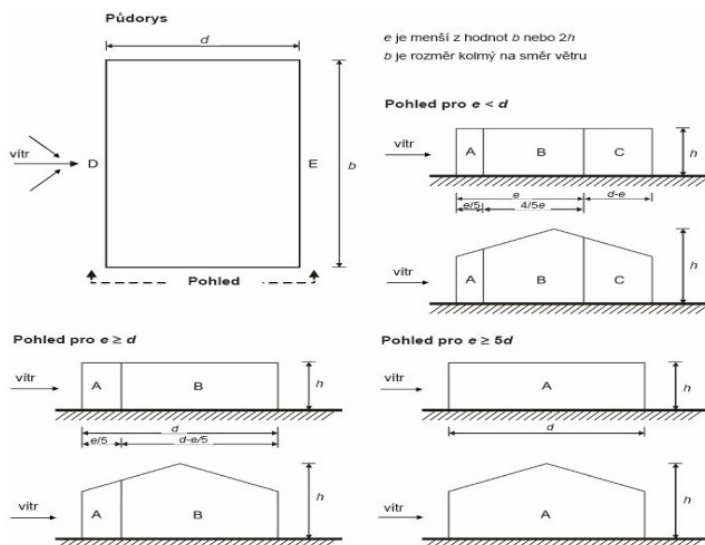 Půdorys
d
e je menší z hodnot b nebo 2h
b je rozměr kolmý na směr větru
vítr
D
E
b
Pohled
Pohled pro e < d
vítr
A
B
C
h
e
d–e
e/5
4/5e
vítr
A
B
C
h
Pohled pro e ≥ d
vítr
A
B
h
d
e/5
d–e/5
vítr
A
B
h
Pohled pro e ≥ 5d
vítr
A
h
d
vítr
A
h